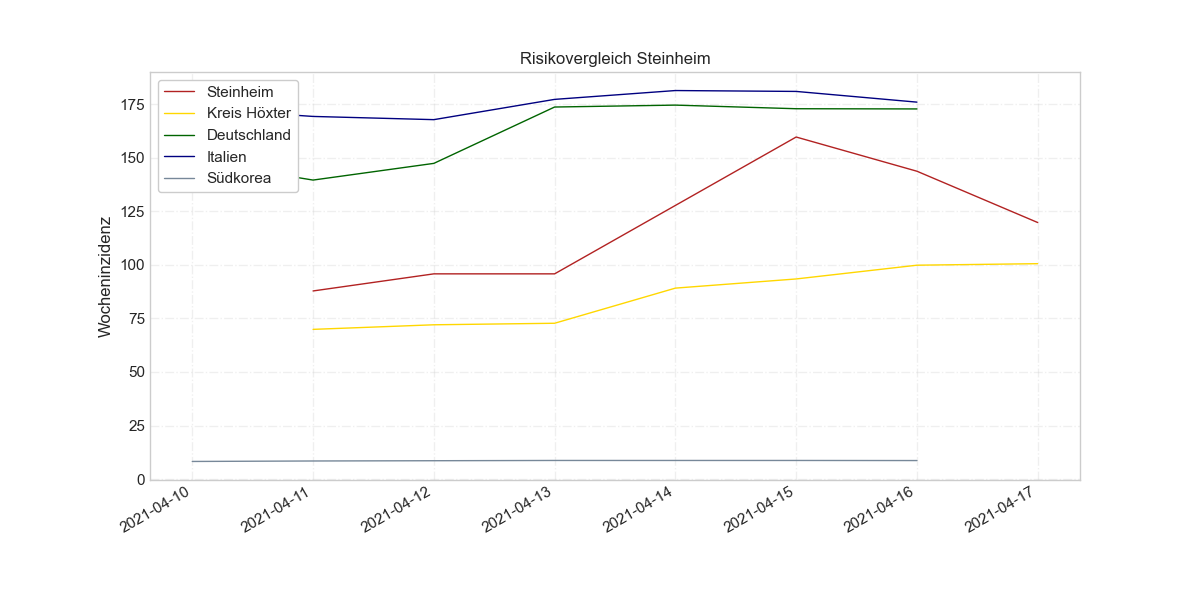 Risikovergleich Steinheim
Steinheim
Kreis Höxter
Deutschland
Italien
Südkorea
Wocheninzidenz
175
150
125
100
75
50
25
0
2021-04-10
2021-04-11
2021-04-12
2021-04-13
2021-04-14
2021-04-15
2021-04-16
2021-04-17